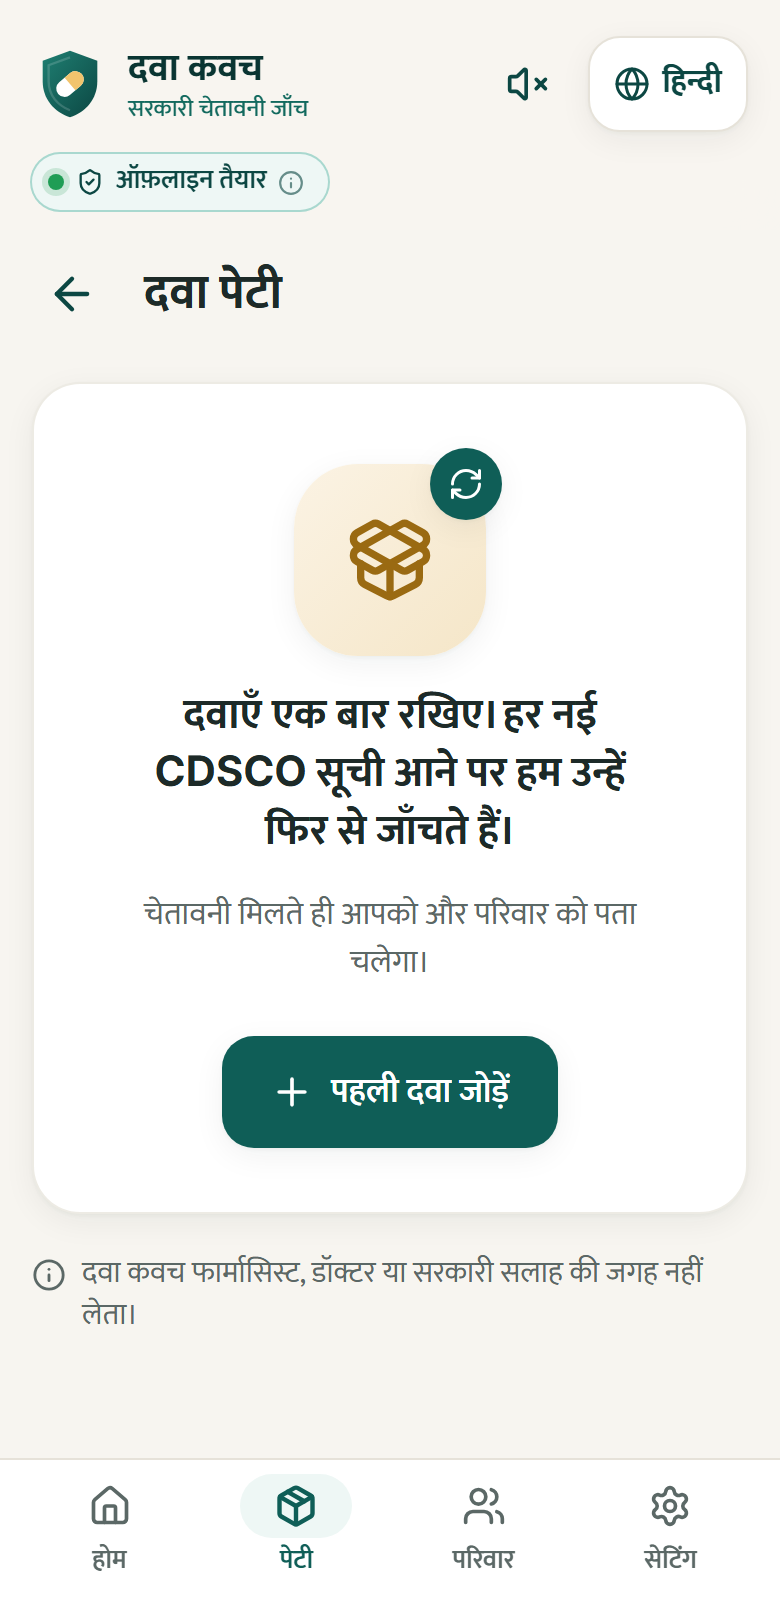 दवा कवच
सरकारी चेतावनी जाँच
हिन्दी
ऑफ़लाइन तैयार
दवा पेटी
दवाएँ एक बार रखिए। हर नई
CDSCO सूची आने पर हम उन्हें
फिर से जाँचते हैं।
चेतावनी मिलते ही आपको और परिवार को पता
चलेगा।
पहली दवा जोड़ें
दवा कवच फार्मासिस्ट, डॉक्टर या सरकारी सलाह की जगह नहीं
लेता।
होम
पेटी
परिवार
सेटिंग